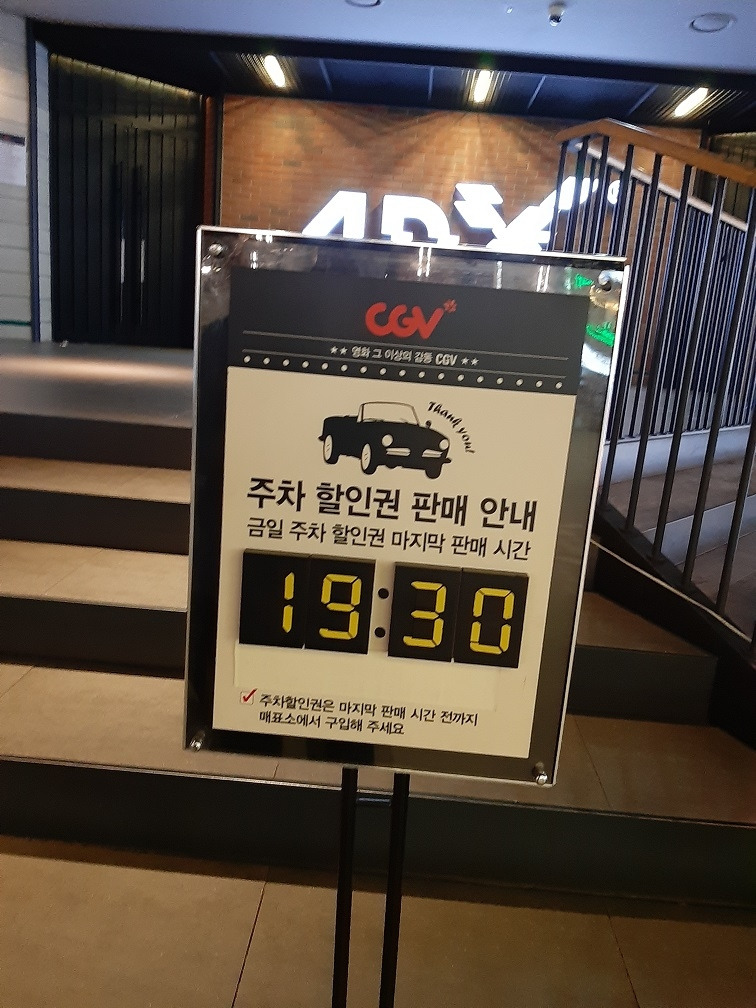 4DX
CGV
★★ 영화 그 이상의 감동 CGV ★★
Thank you!
주차 할인권 판매 안내
금일 주차 할인권 마지막 판매 시간
19:30
주차할인권은 마지막 판매 시간 전까지
매표소에서 구입해 주세요